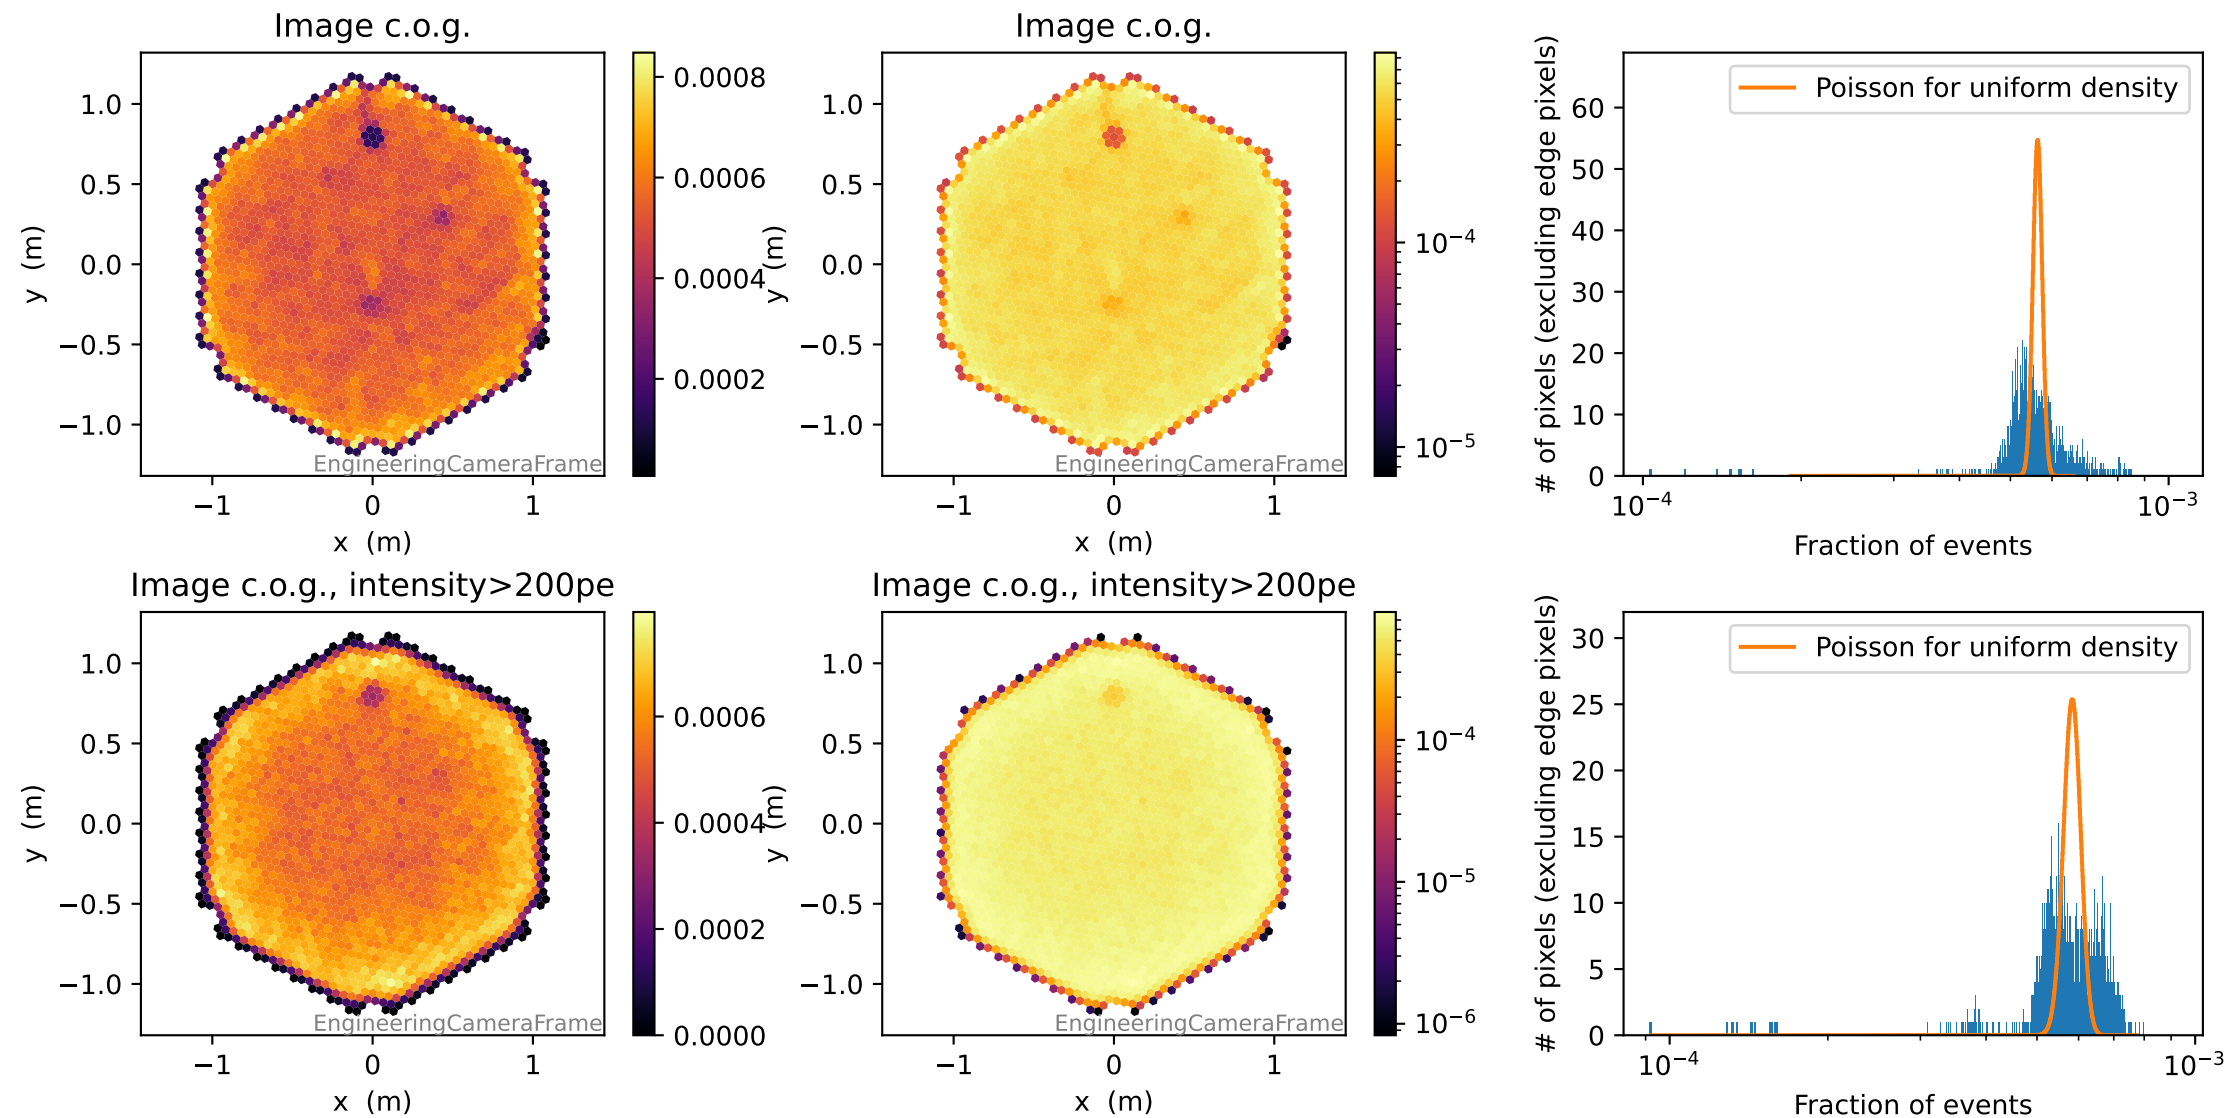 Image c.o.g.
1.0
0.5
0.0
−0.5
−1.0
y (m)
−1
0
1
x (m)
EngineeringCameraFrame
0.0008
0.0006
0.0004
0.0002
Image c.o.g.
1.0
0.5
0.0
−0.5
−1.0
y (m)
−1
0
1
x (m)
EngineeringCameraFrame
10⁻⁴
10⁻⁵
# of pixels (excluding edge pixels)
60
50
40
30
20
10
0
Poisson for uniform density
10⁻⁴
10⁻³
Fraction of events
Image c.o.g., intensity>200pe
1.0
0.5
0.0
−0.5
−1.0
y (m)
−1
0
1
x (m)
EngineeringCameraFrame
0.0006
0.0004
0.0002
0.0000
Image c.o.g., intensity>200pe
1.0
0.5
0.0
−0.5
−1.0
y (m)
−1
0
1
x (m)
EngineeringCameraFrame
10⁻⁴
10⁻⁵
10⁻⁶
# of pixels (excluding edge pixels)
30
25
20
15
10
5
0
Poisson for uniform density
10⁻⁴
10⁻³
Fraction of events